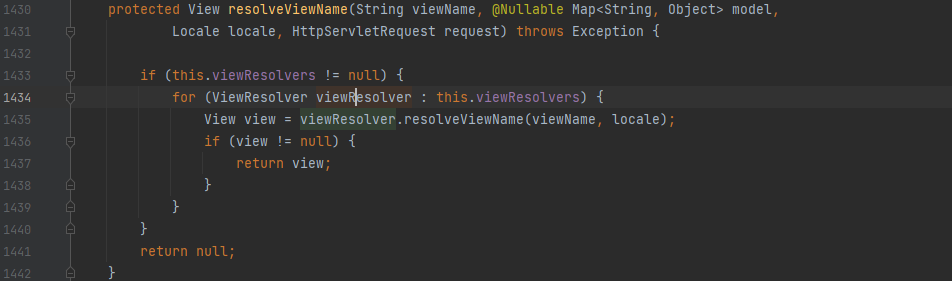 1430 protected View resolveViewName(String viewName, @Nullable Map<String, Object> model,
1431 Locale locale, HttpServletRequest request) throws Exception {
1432
1433 if (this.viewResolvers != null) {
1434 for (ViewResolver viewResolver : this.viewResolvers) {
1435 View view = viewResolver.resolveViewName(viewName, locale);
1436 if (view != null) {
1437 return view;
1438 }
1439 }
1440 }
1441 return null;
1442 }